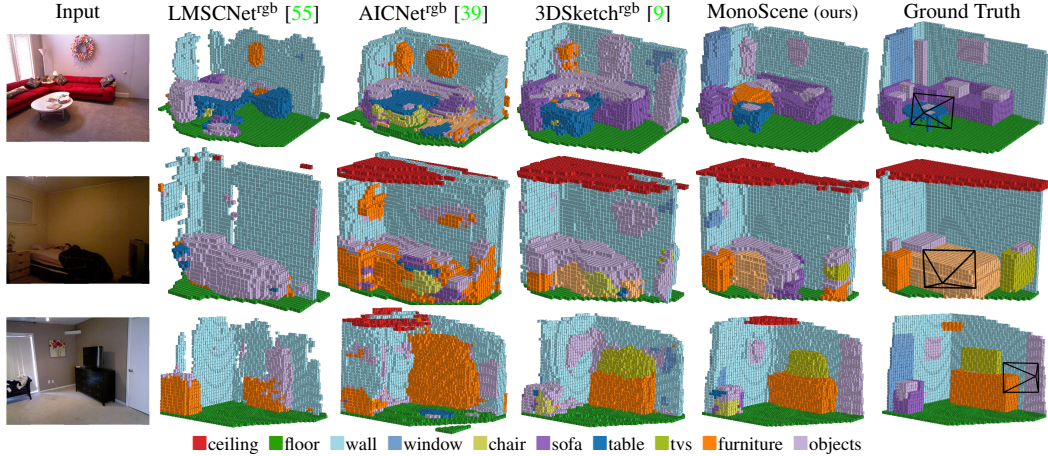 Input LMSCNet^rgb [55] AICNet^rgb [39] 3DSketch^rgb [9] MonoScene (ours) Ground Truth
ceiling floor wall window chair sofa table tvs furniture objects